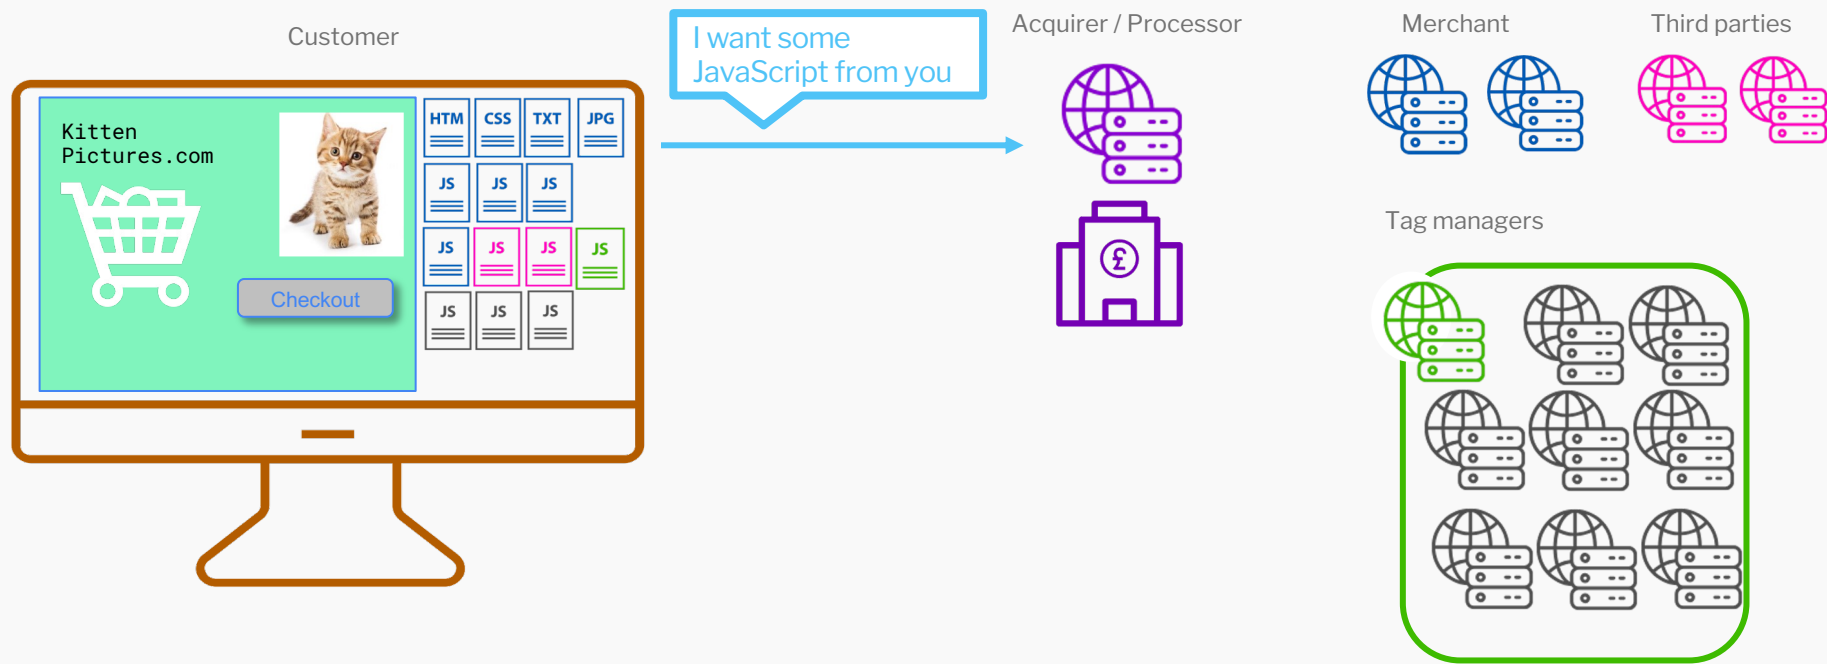 Customer
I want some
JavaScript from you
Acquirer / Processor
Merchant
Third parties
Kitten
Pictures.com
Checkout
HTM CSS TXT JPG
JS JS JS
JS JS JS JS
JS JS JS
£
Tag managers